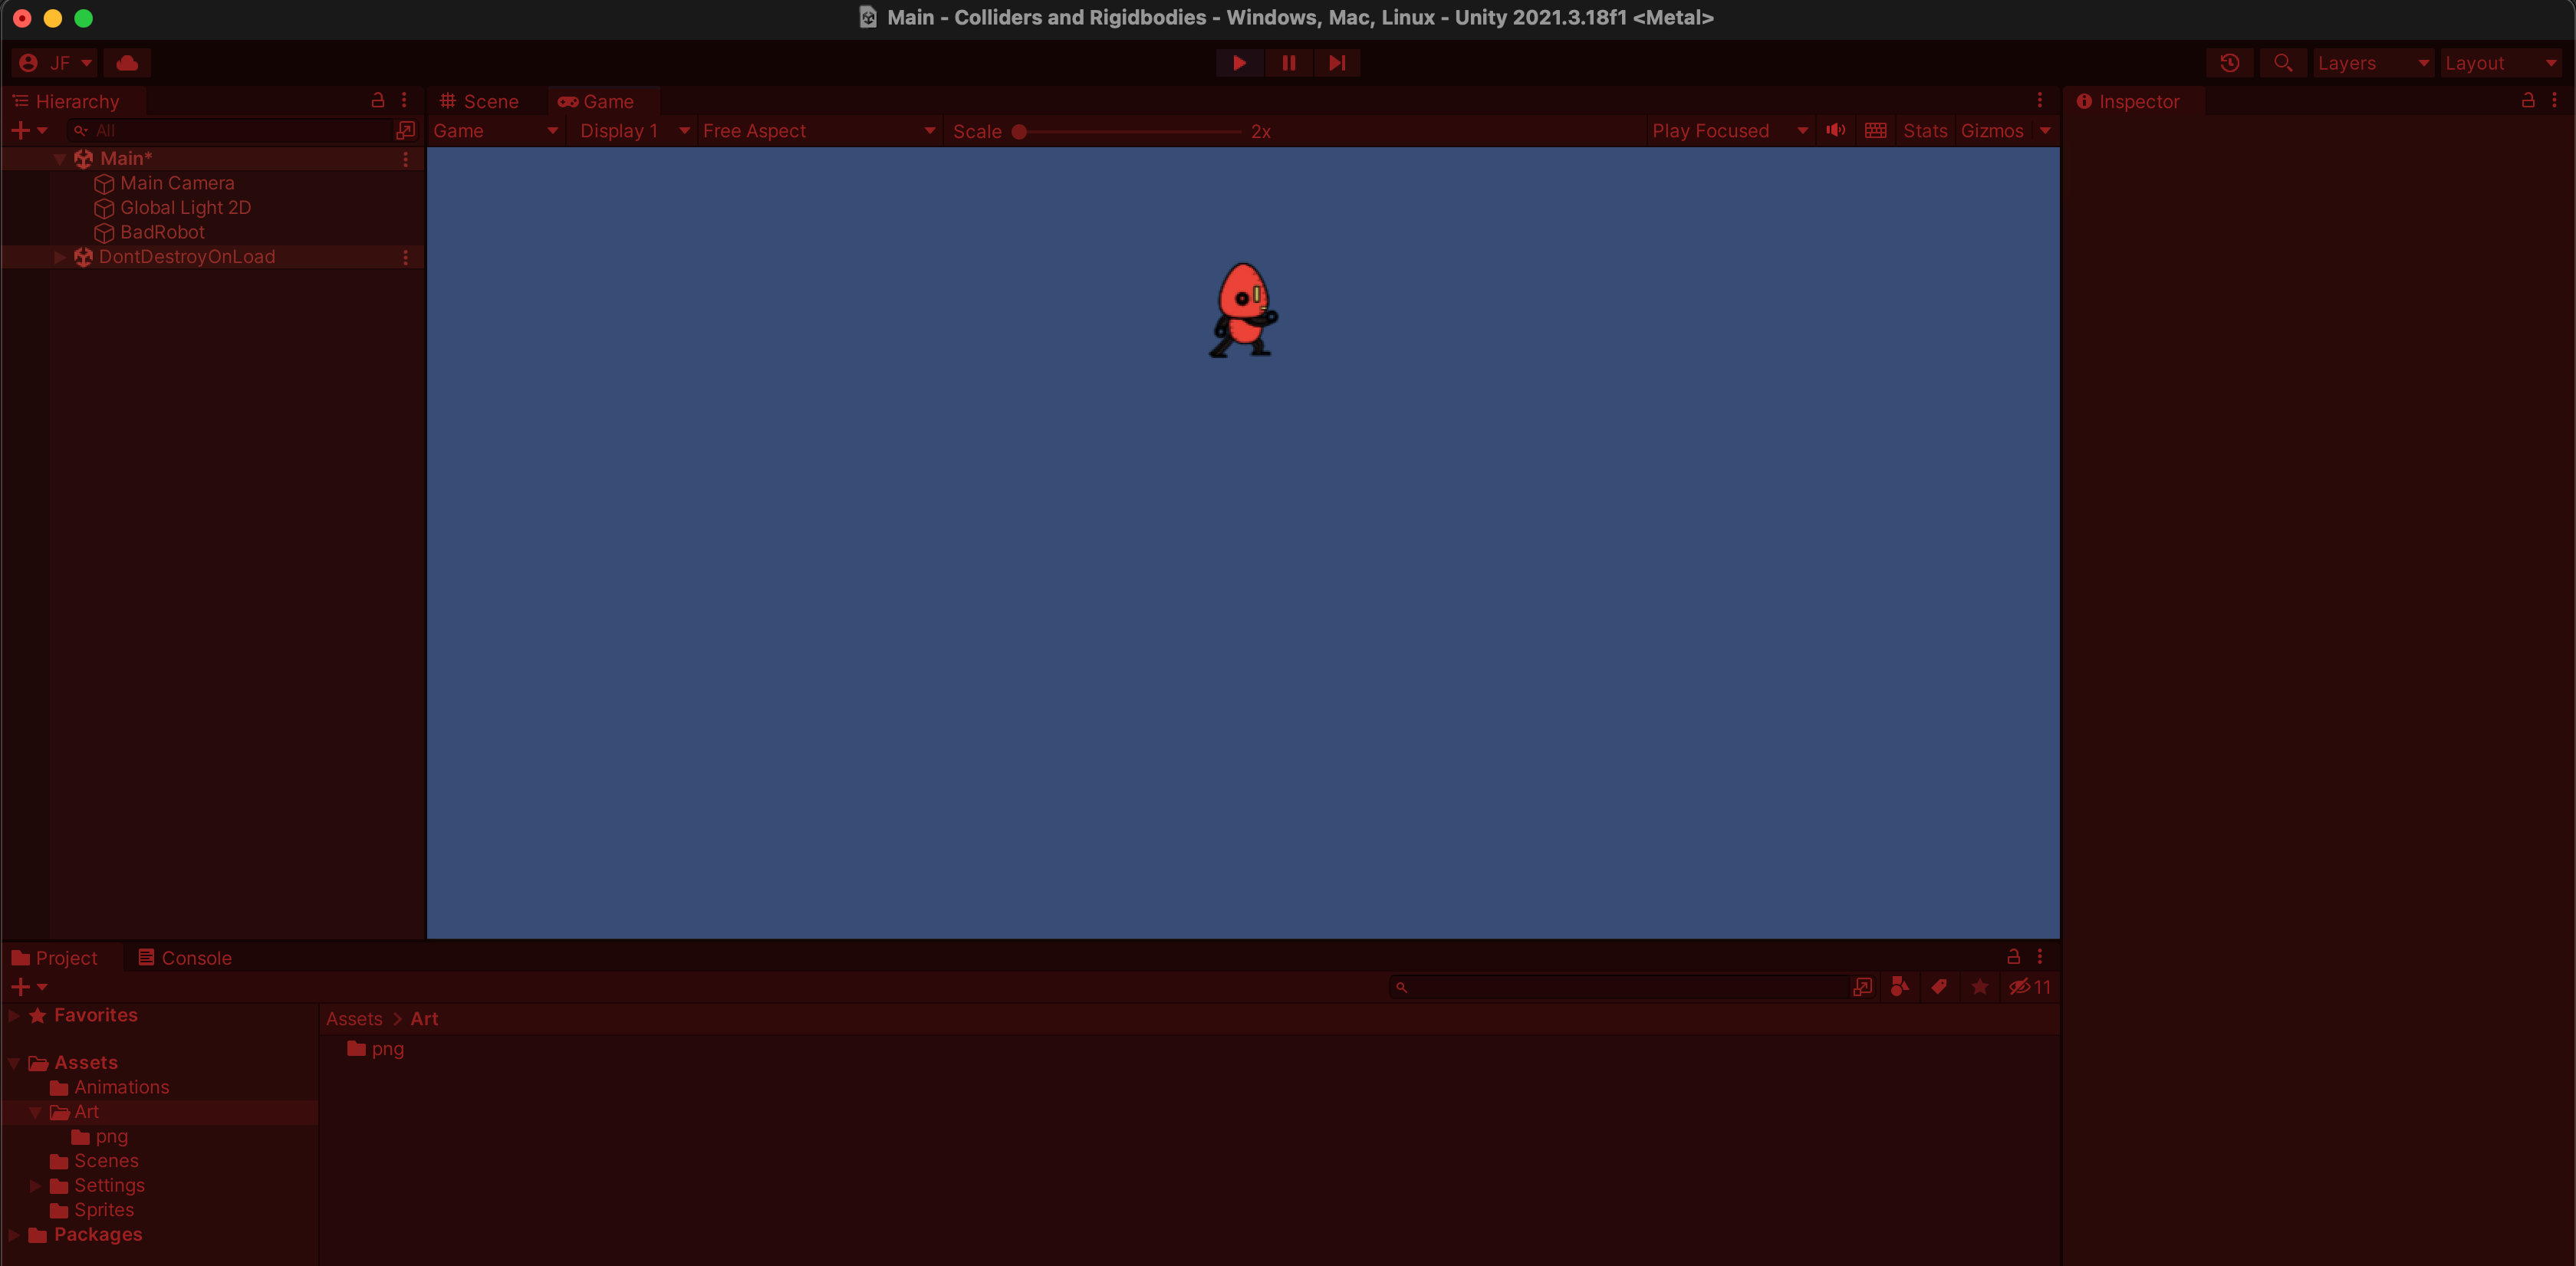 Main - Colliders and Rigidbodies - Windows, Mac, Linux - Unity 2021.3.18f1 <Metal>
JF
Layers
Layout
Hierarchy
All
Main*
Main Camera
Global Light 2D
BadRobot
DontDestroyOnLoad
Scene
Game
Game
Display 1
Free Aspect
Scale
2x
Play Focused
Stats
Gizmos
Inspector
Project
Console
11
Favorites
Assets
Animations
Art
png
Scenes
Settings
Sprites
Packages
Assets > Art
png